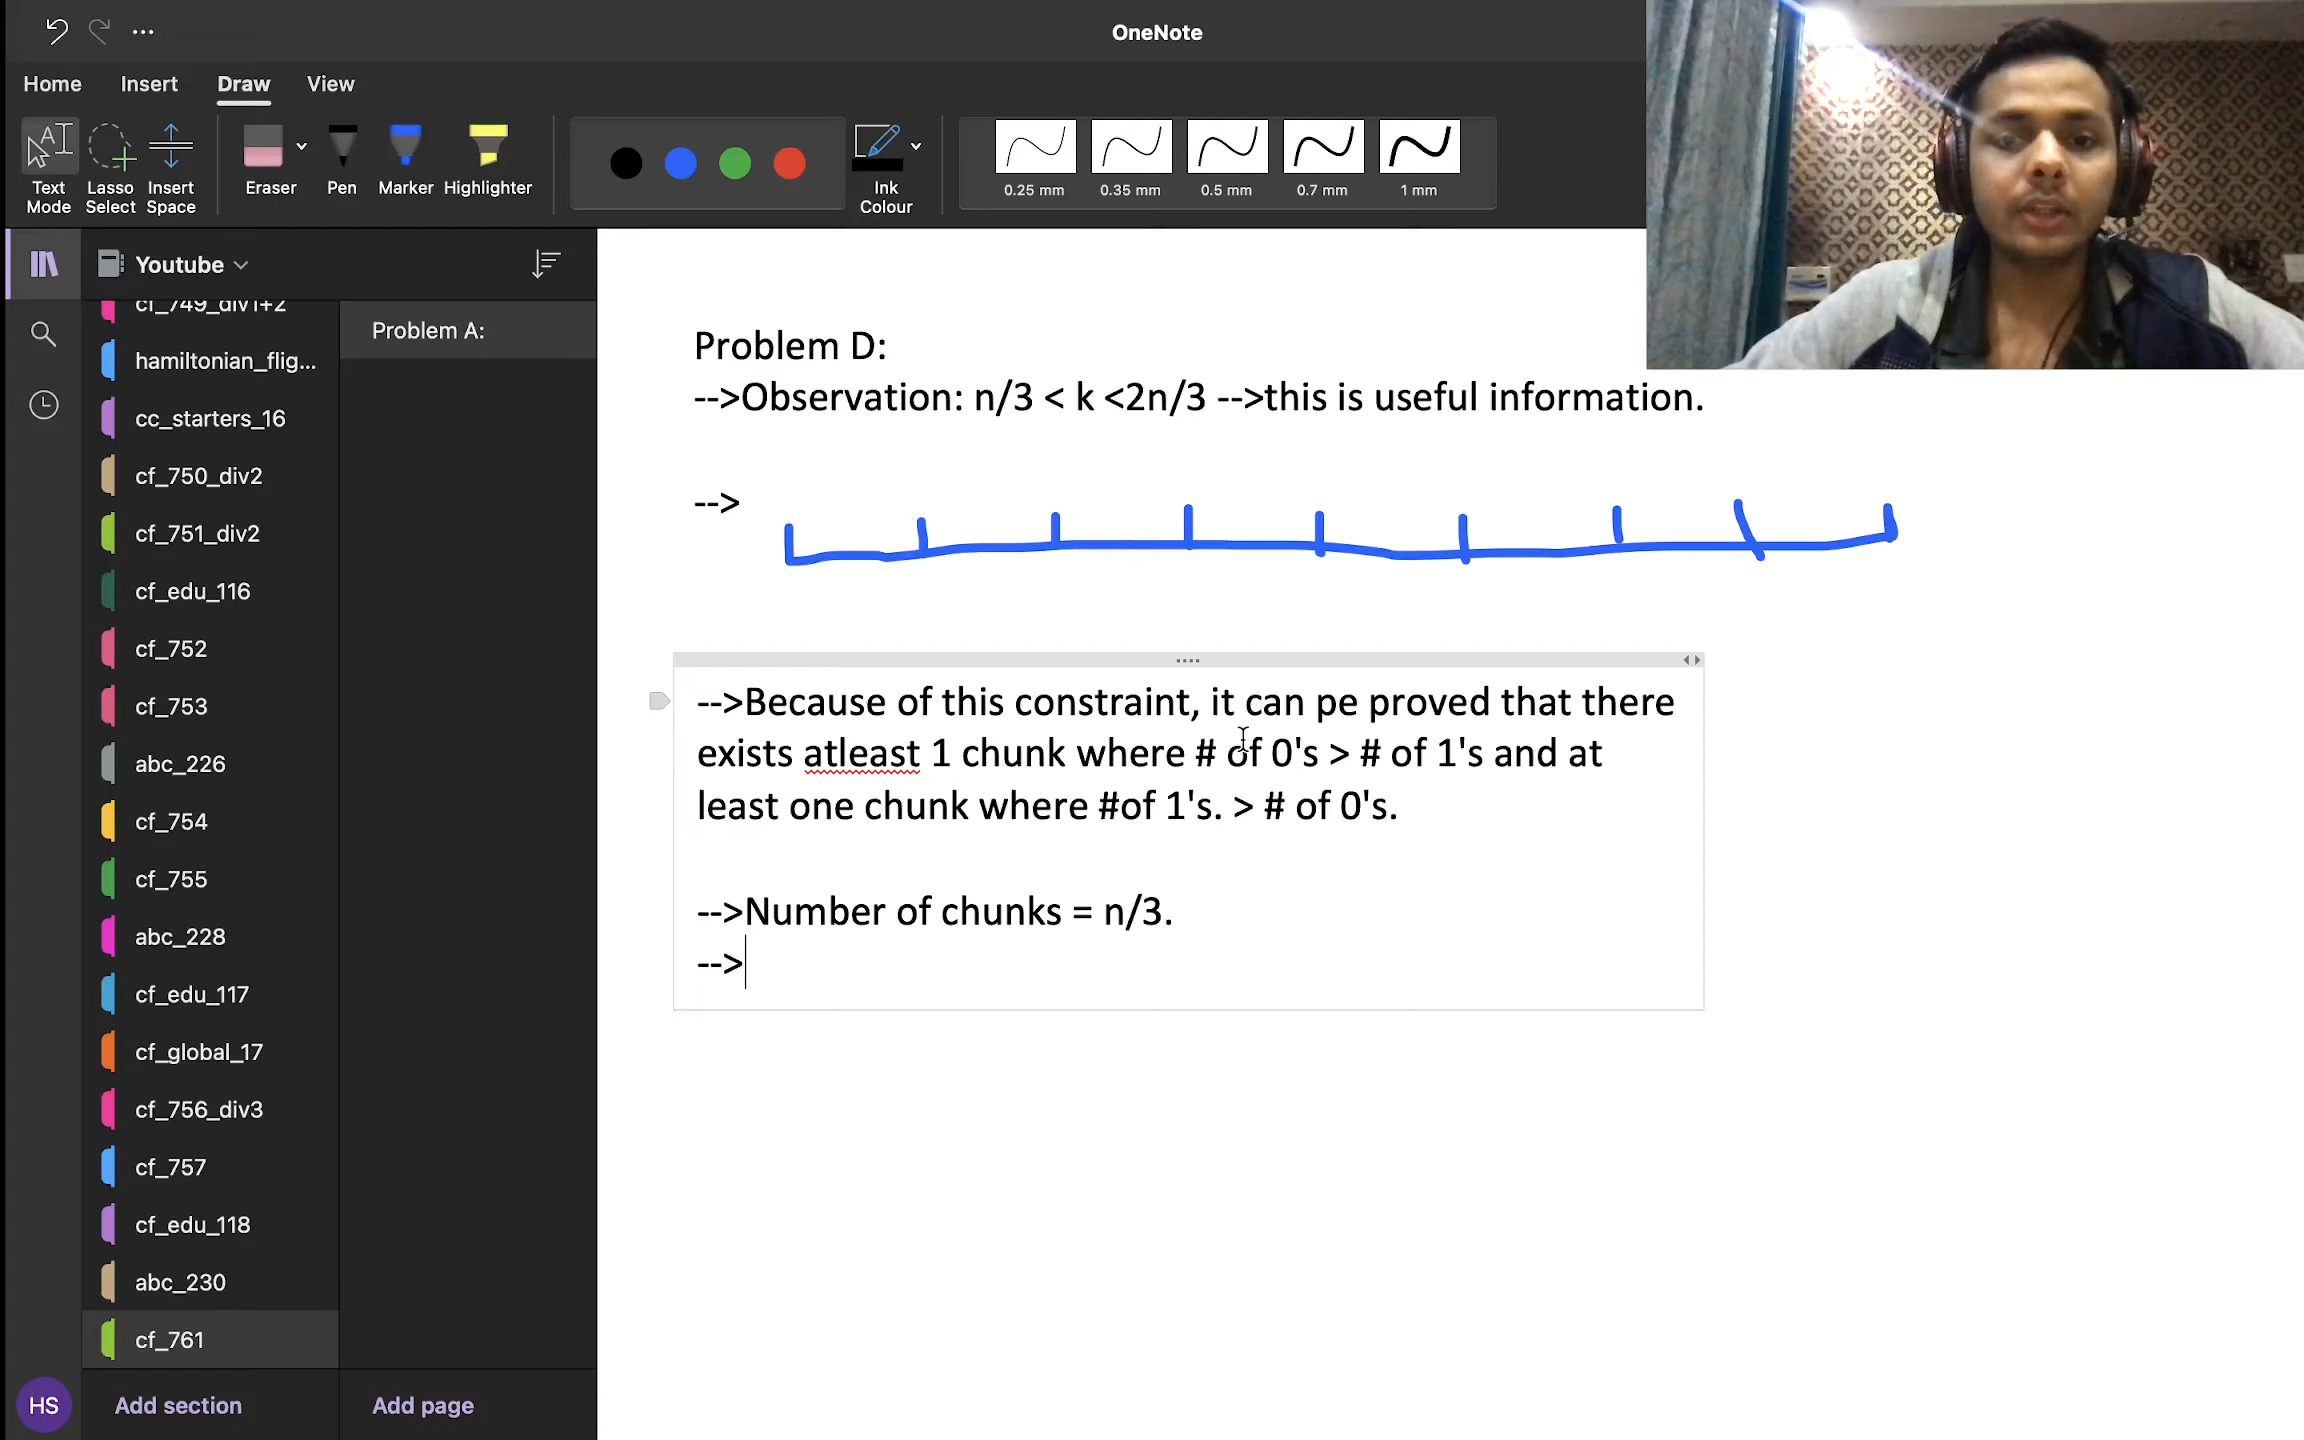 OneNote
Home Insert Draw View
Text Mode
Lasso Select
Insert Space
Eraser
Pen
Marker
Highlighter
Ink Colour
0.25 mm
0.35 mm
0.5 mm
0.7 mm
1 mm
Youtube
cf_749_div1+2
hamiltonian_flig...
cc_starters_16
cf_750_div2
cf_751_div2
cf_edu_116
cf_752
cf_753
abc_226
cf_754
cf_755
abc_228
cf_edu_117
cf_global_17
cf_756_div3
cf_757
cf_edu_118
abc_230
cf_761
HS
Add section
Problem A:
Add page
Problem D:
-->Observation: n/3 < k <2n/3 -->this is useful information.
-->
-->Because of this constraint, it can pe proved that there
exists atleast 1 chunk where # of 0's > # of 1's and at
least one chunk where #of 1's. > # of 0's.
-->Number of chunks = n/3.
-->